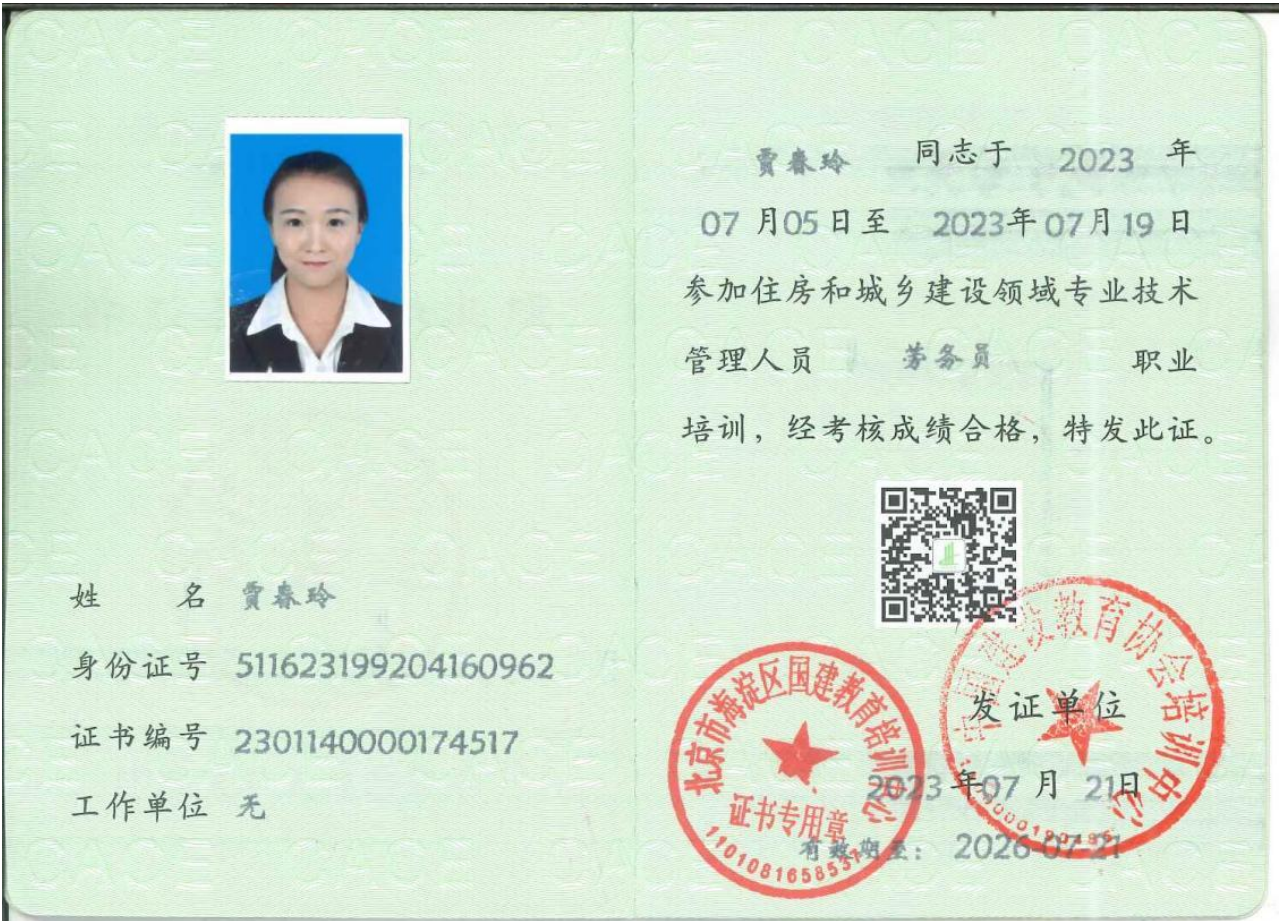 姓 名 贾春玲
身份证号 511623199204160962
证书编号 2301140000174517
工作单位 无
贾春玲 同志于 2023 年
07 月05 日至 2023年07月19日
参加住房和城乡建设领域专业技术
管理人员 劳务员 职业
培训，经考核成绩合格，特发此证。
中国建设教育协会培训中心
发证单位
北京市海淀区国建教育培训中心
2023 年07 月 21日
证书专用章
有效期至： 2026-07-21
CACE